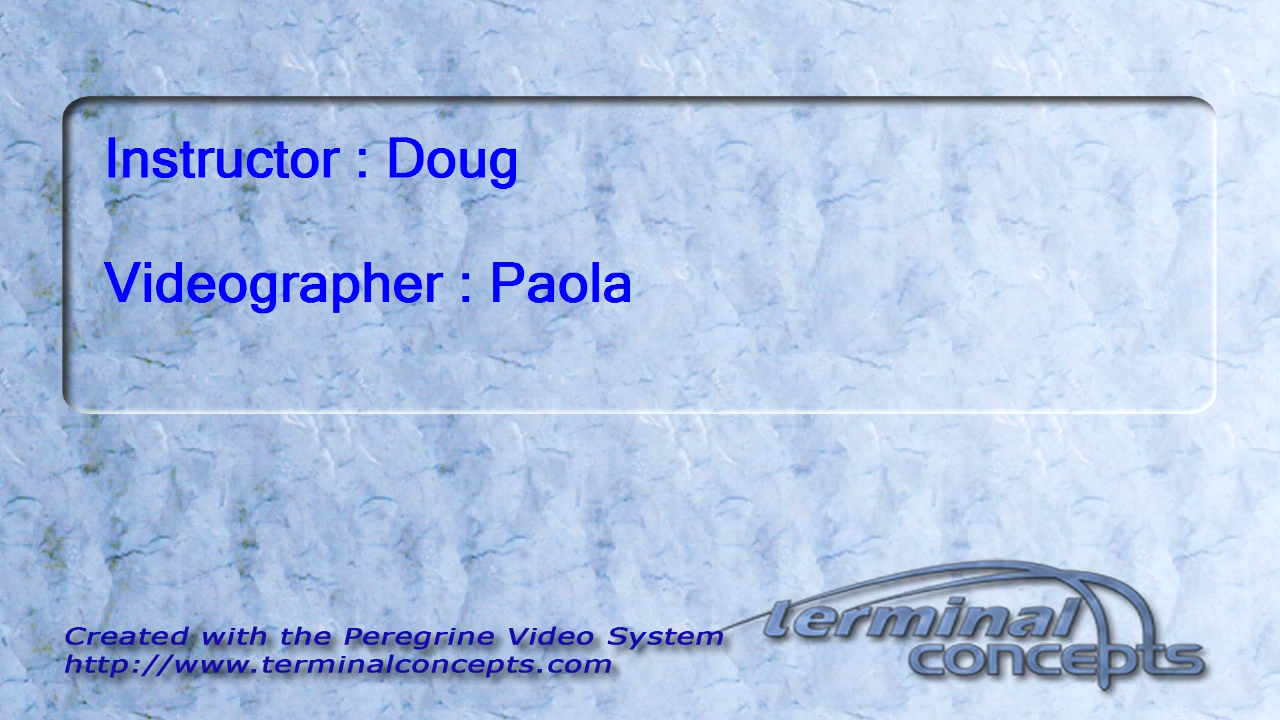 Instructor : Doug
Videographer : Paola
Created with the Peregrine Video System
http://www.terminalconcepts.com
terminal
concepts